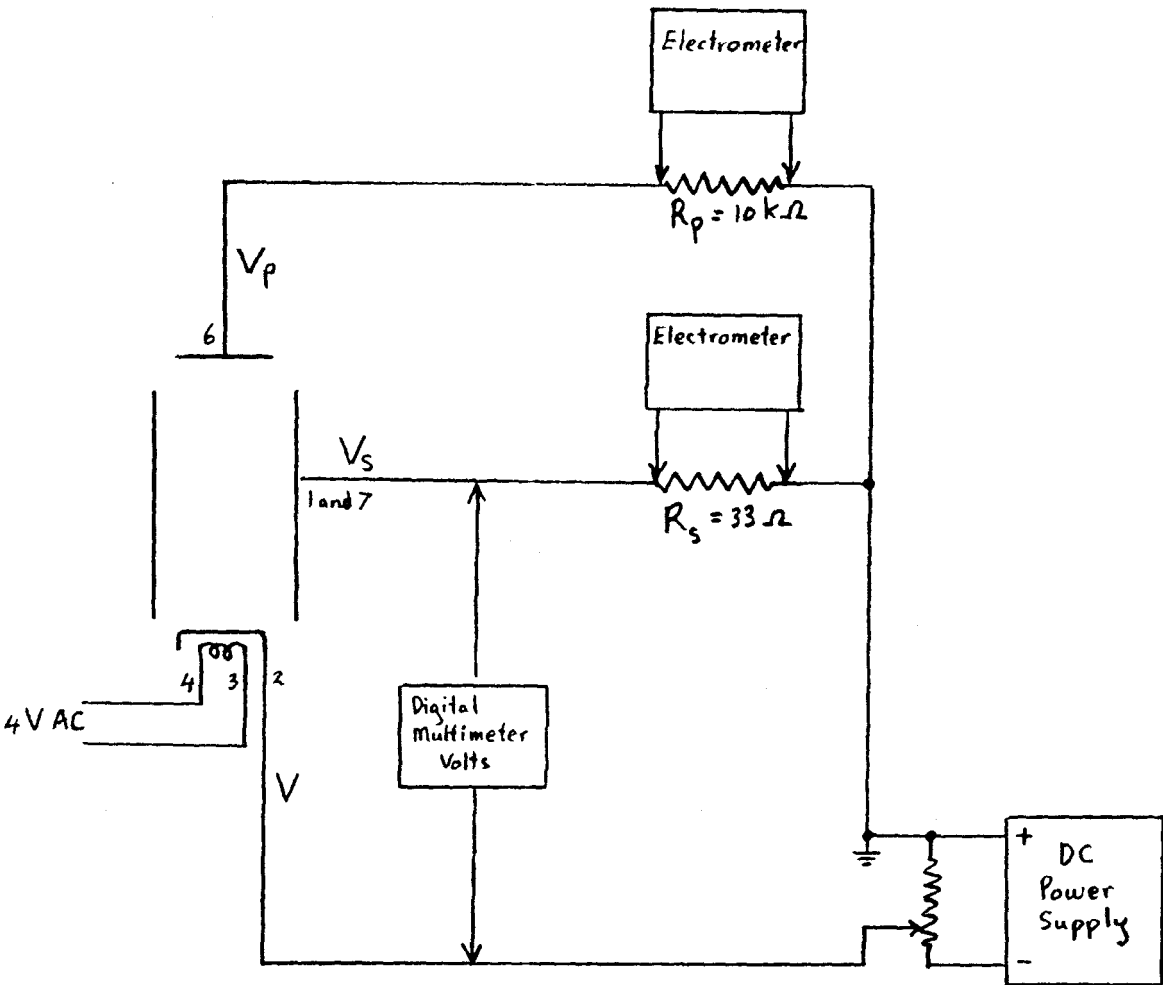 Electrometer
Rp = 10 kΩ
Vp
6
Electrometer
Vs
1 and 7
Rs = 33 Ω
4 3 2
4 V AC
Digital
Multimeter
Volts
V
+
DC
Power
Supply
-